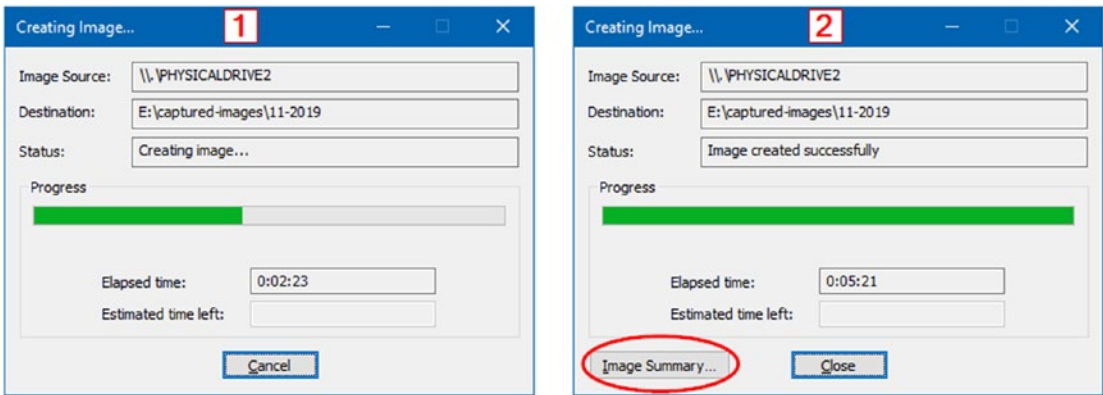 Creating Image...
1
Image Source:
\\.\PHYSICALDRIVE2
Destination:
E:\captured-images\11-2019
Status:
Creating image...
Progress
Elapsed time:
0:02:23
Estimated time left:
Cancel
Creating Image...
2
Image Source:
\\.\PHYSICALDRIVE2
Destination:
E:\captured-images\11-2019
Status:
Image created successfully
Progress
Elapsed time:
0:05:21
Estimated time left:
Image Summary...
Close